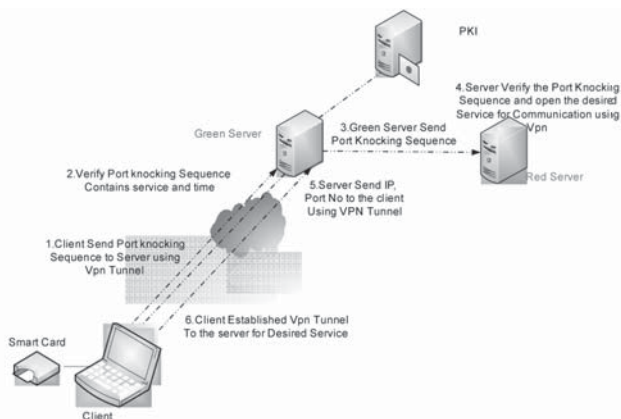 PKI
4.Server Verify the Port Knocking
Sequence and open the desired
Service for Communication using
Vpn
Green Server
3.Green Server Send
Port Knocking Sequence
Red Server
2.Verify Port knocking Sequence
Contains service and time
5.Server Send IP,
Port No to the client
Using VPN Tunnel
1.Client Send Port knocking
Sequence to Server using
Vpn Tunnel
6.Client Established Vpn Tunnel
To the server for Desired Service
Smart Card
Client